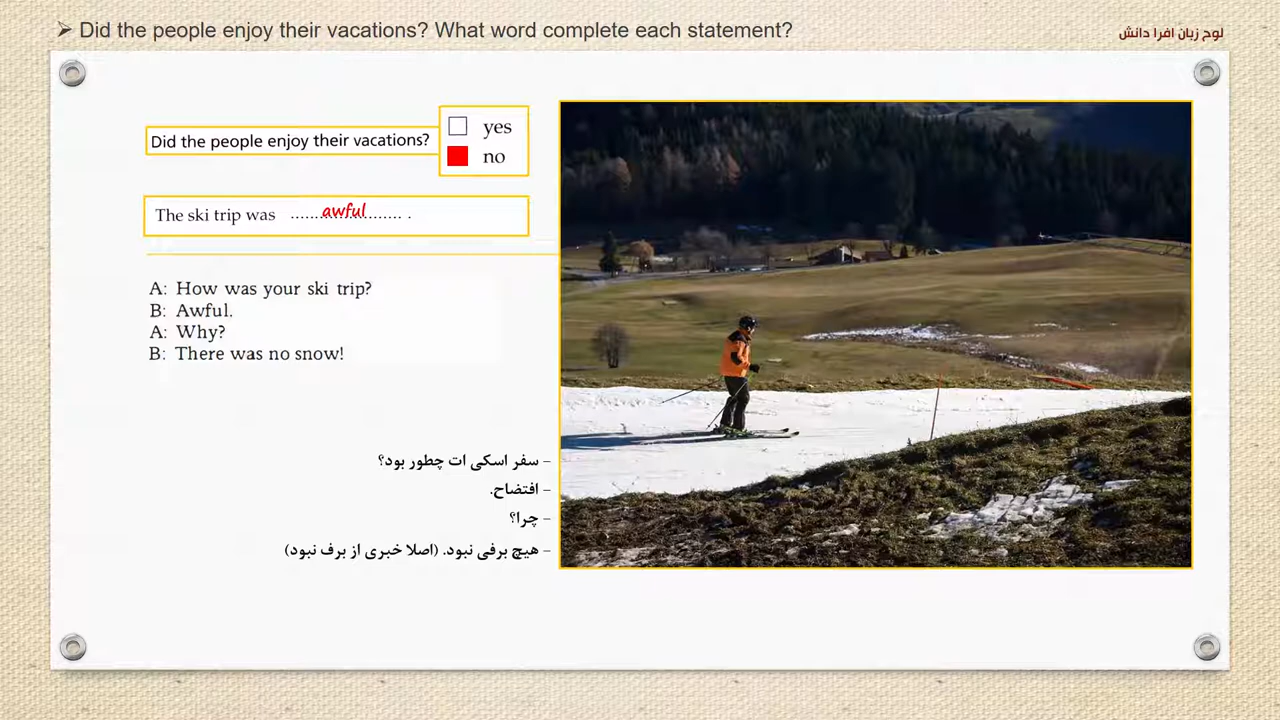 ➢ Did the people enjoy their vacations? What word complete each statement?
لوح زبان افرا دانش
Did the people enjoy their vacations?
yes
no
The ski trip was ......awful........ .
A: How was your ski trip?
B: Awful.
A: Why?
B: There was no snow!
- سفر اسکی ات چطور بود؟
- افتضاح.
- چرا؟
- هیچ برفی نبود. (اصلا خبری از برف نبود)